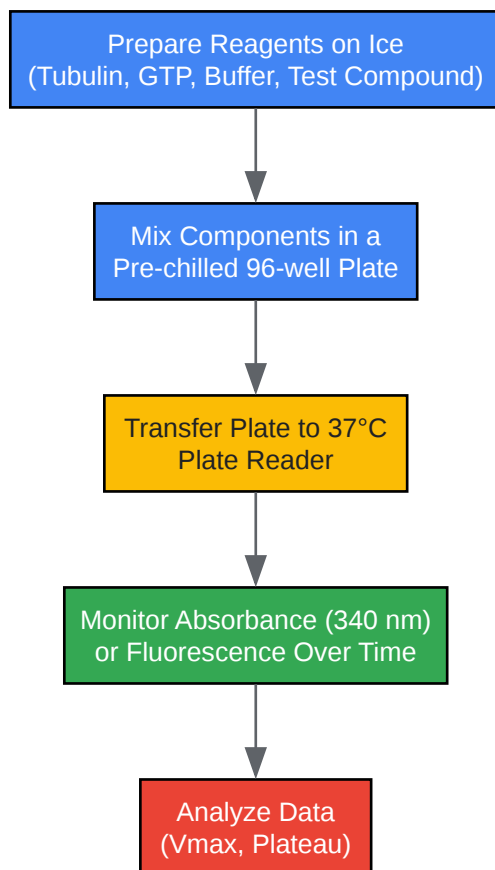 Prepare Reagents on Ice
(Tubulin, GTP, Buffer, Test Compound)
Mix Components in a
Pre-chilled 96-well Plate
Transfer Plate to 37°C
Plate Reader
Monitor Absorbance (340 nm)
or Fluorescence Over Time
Analyze Data
(Vmax, Plateau)